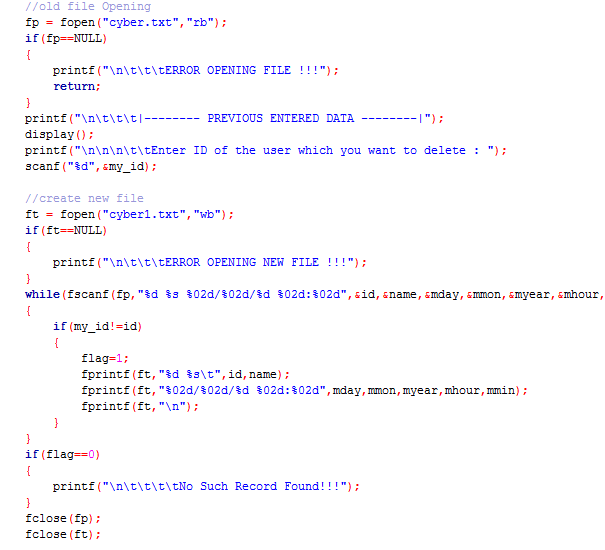 //old file Opening
fp = fopen("cyber.txt","rb");
if(fp==NULL)
{
printf("\n\t\t\tERROR OPENING FILE !!!");
return;
}
printf("\n\t\t\t|-------- PREVIOUS ENTERED DATA --------|");
display();
printf("\n\n\n\t\tEnter ID of the user which you want to delete : ");
scanf("%d",&my_id);
//create new file
ft = fopen("cyber1.txt","wb");
if(ft==NULL)
{
printf("\n\t\t\tERROR OPENING NEW FILE !!!");
}
while(fscanf(fp,"%d %s %02d/%02d/%d %02d:%02d",&id,&name,&mday,&mmon,&myear,&mhour,
{
if(my_id!=id)
{
flag=1;
fprintf(ft,"%d %s\t",id,name);
fprintf(ft,"%02d/%02d/%d %02d:%02d",mday,mmon,myear,mhour,mmin);
fprintf(ft,"\n");
}
}
if(flag==0)
{
printf("\n\t\t\t\tNo Such Record Found!!!");
}
fclose(fp);
fclose(ft);